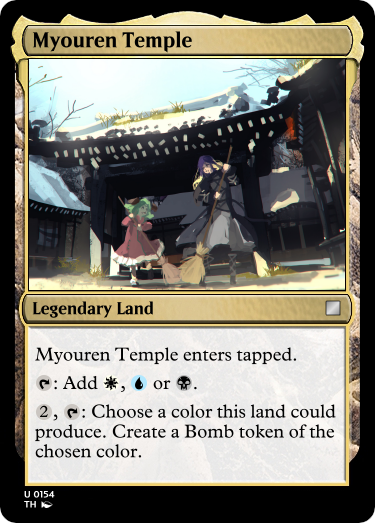 Myouren Temple
Legendary Land
Myouren Temple enters tapped.
: Add , or .
2, : Choose a color this land could
produce. Create a Bomb token of the
chosen color.
U 0154
TH